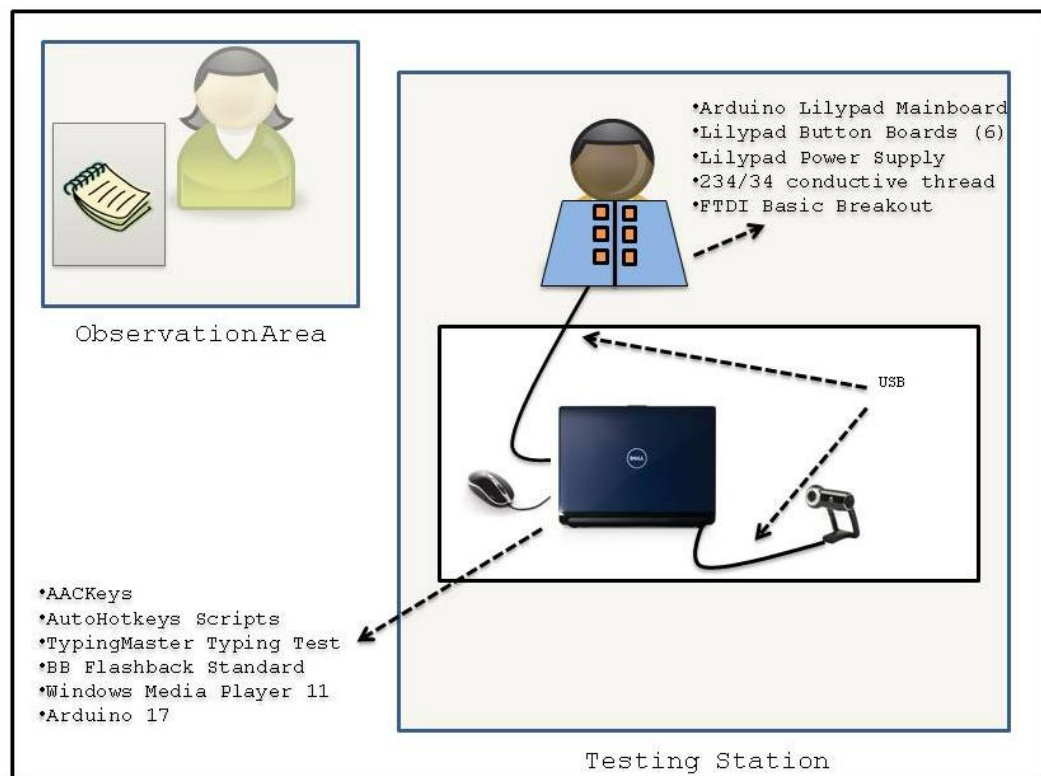 •Arduino Lilypad Mainboard
•Lilypad Button Boards (6)
•Lilypad Power Supply
•234/34 conductive thread
•FTDI Basic Breakout
ObservationArea
USB
DELL
•AACKeys
•AutoHotkeys Scripts
•TypingMaster Typing Test
•BB Flashback Standard
•Windows Media Player 11
•Arduino 17
Testing Station